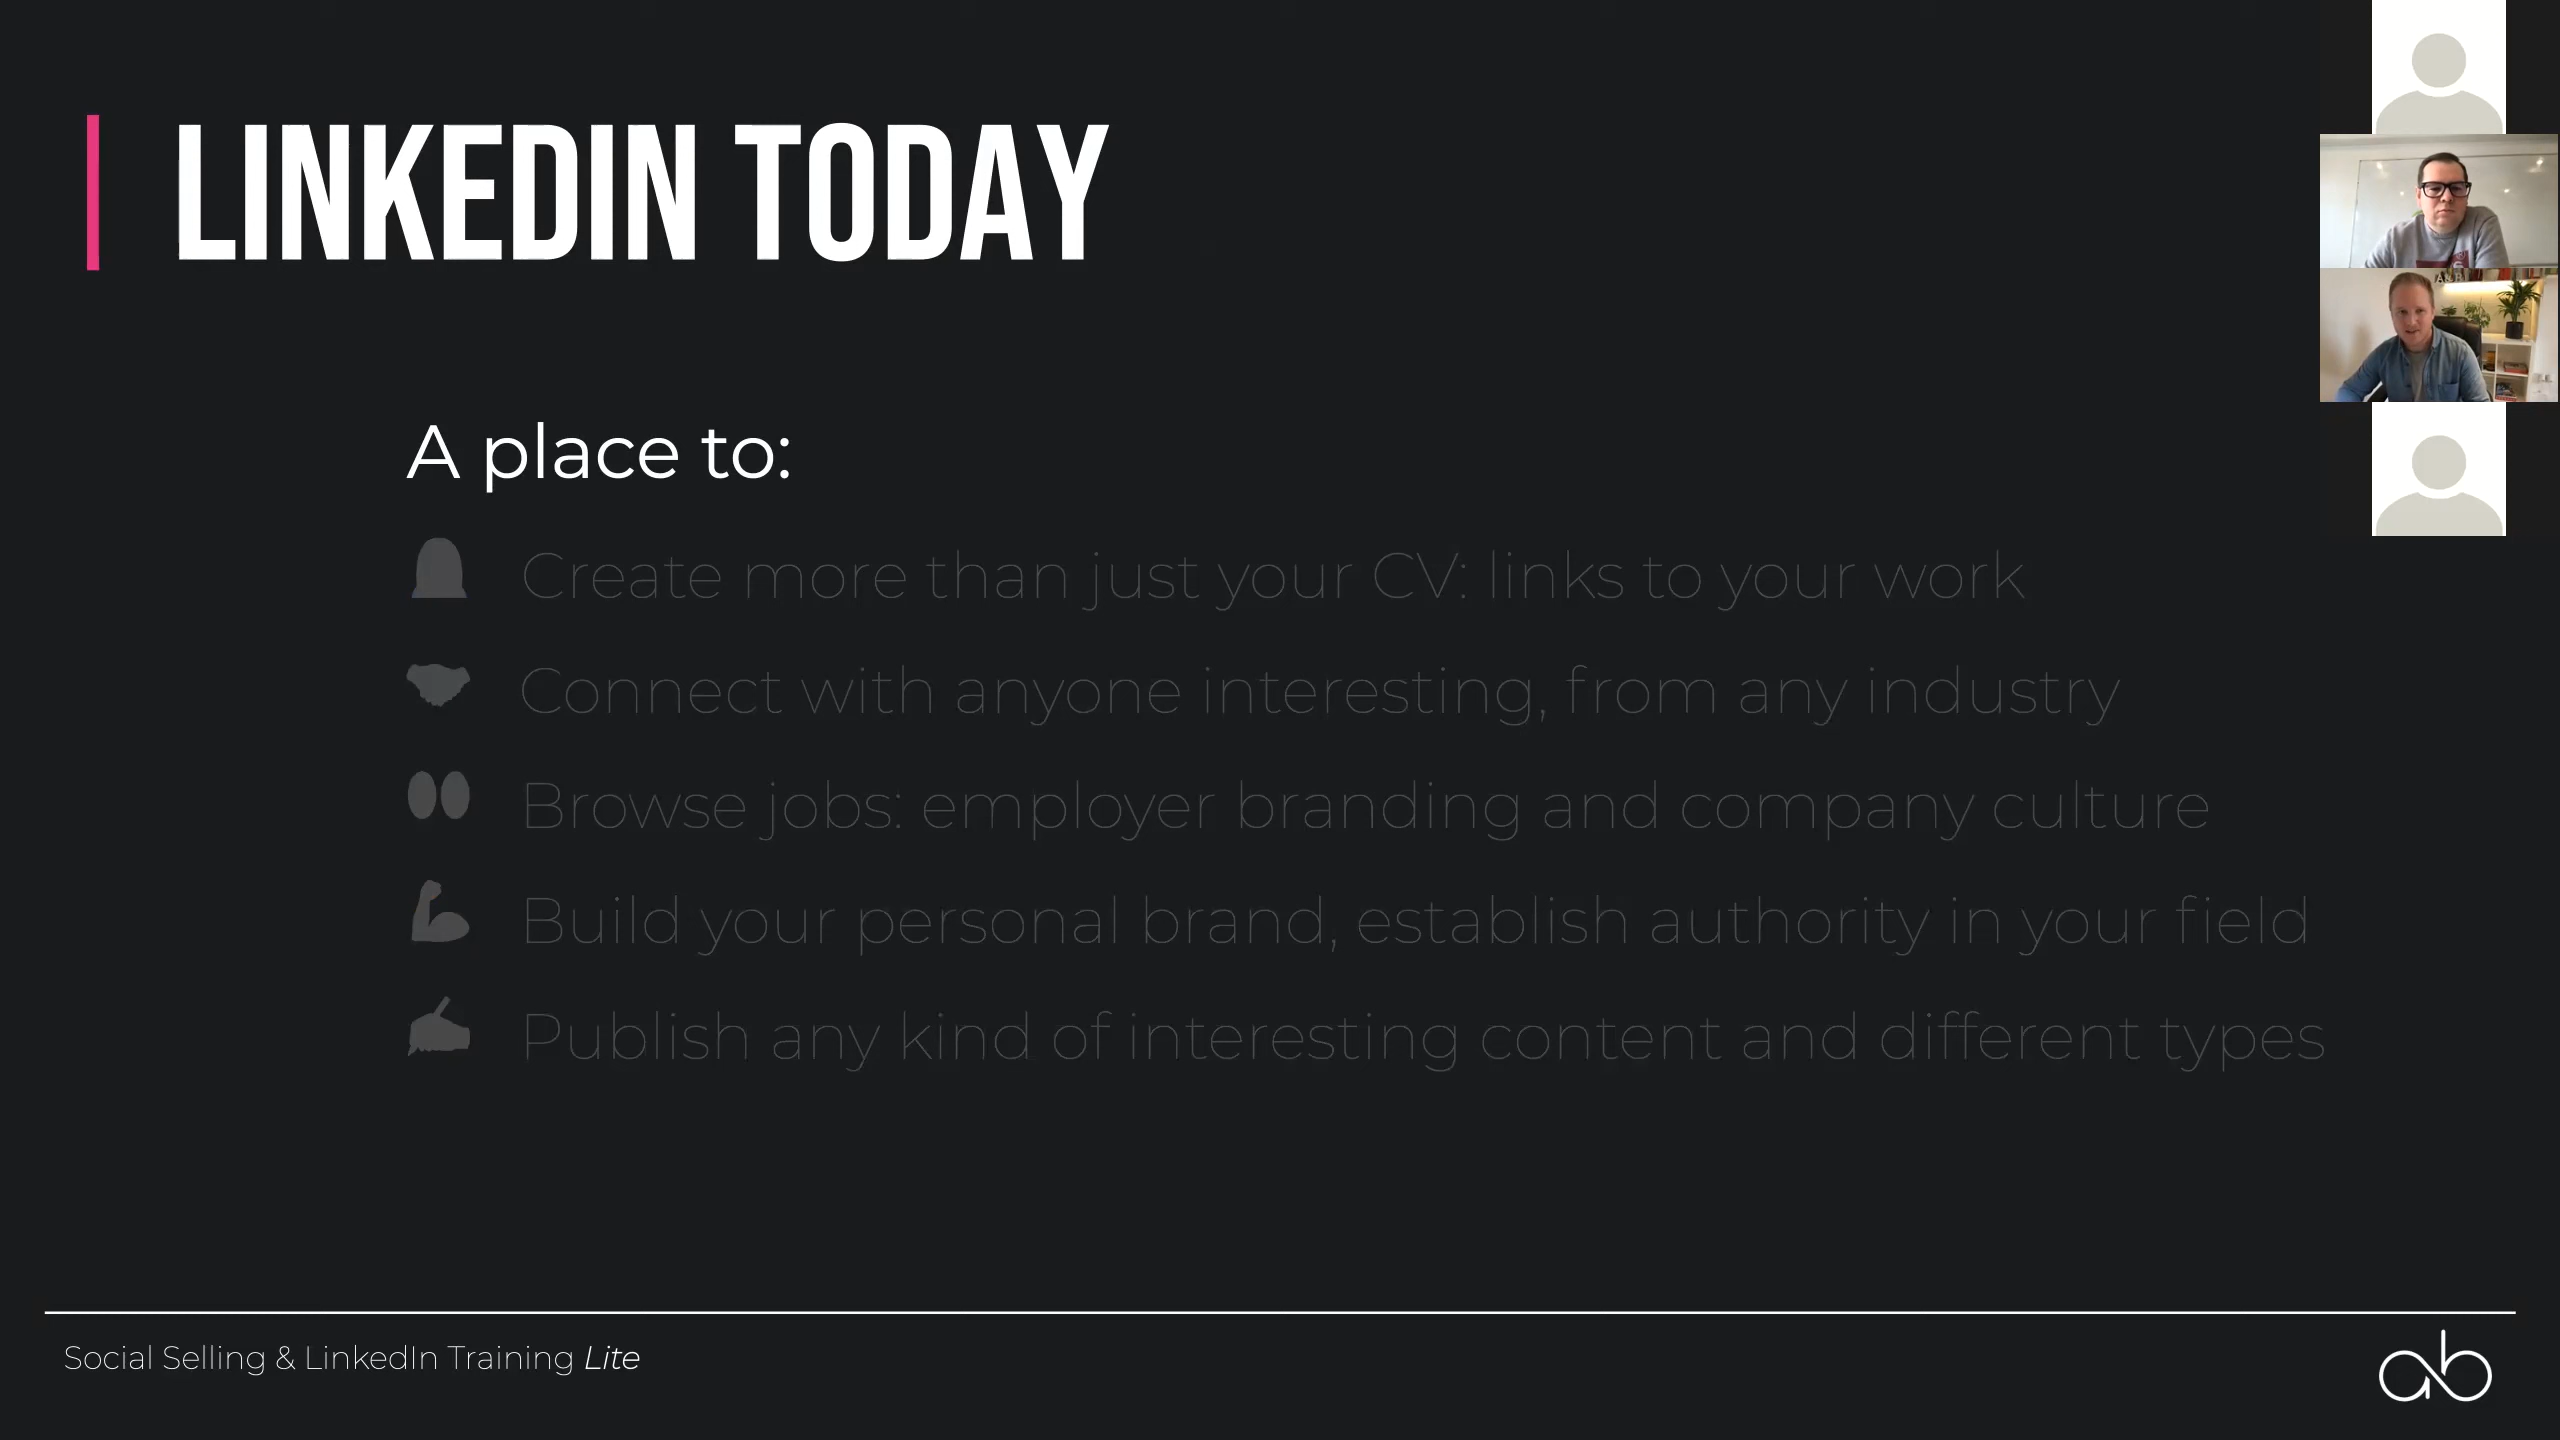 LINKEDIN TODAY
A place to:
Create more than just your CV: links to your work
Connect with anyone interesting, from any industry
Browse jobs: employer branding and company culture
Build your personal brand, establish authority in your field
Publish any kind of interesting content and different types
Social Selling & LinkedIn Training Lite
ab